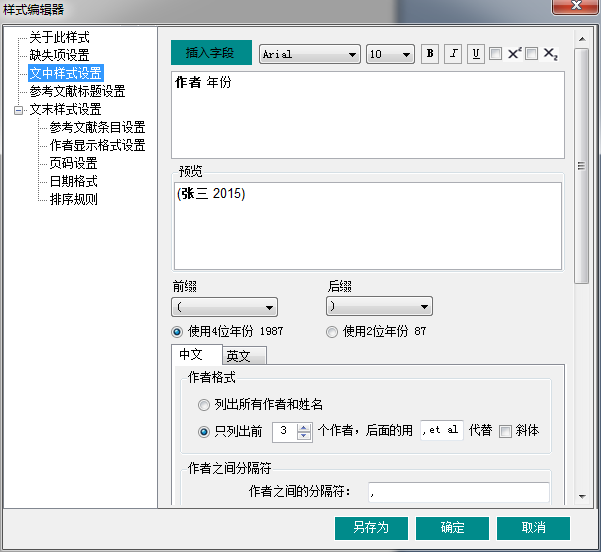 样式编辑器
关于此样式
缺失项设置
文中样式设置
参考文献标题设置
文末样式设置
参考文献条目设置
作者显示格式设置
页码设置
日期格式
排序规则
插入字段 Arial 10 B I U X² X₂
作者 年份
预览
(张三 2015)
前缀 后缀
( )
使用4位年份 1987 使用2位年份 87
中文 英文
作者格式
列出所有作者和姓名
只列出前 3 个作者，后面的用 ,et al 代替 斜体
作者之间分隔符
作者之间的分隔符： ,
另存为 确定 取消